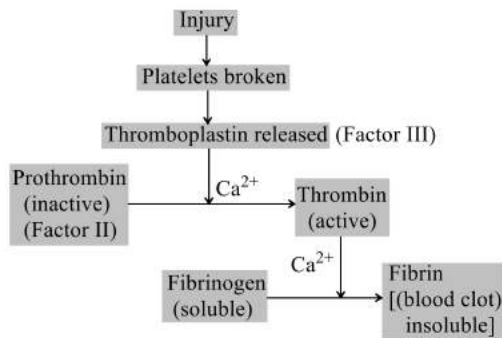 Injury
Platelets broken
Thromboplastin released (Factor III)
Prothrombin
(inactive)
(Factor II)
Ca²⁺
Thrombin
(active)
Ca²⁺
Fibrinogen
(soluble)
Fibrin
[(blood clot)
insoluble]